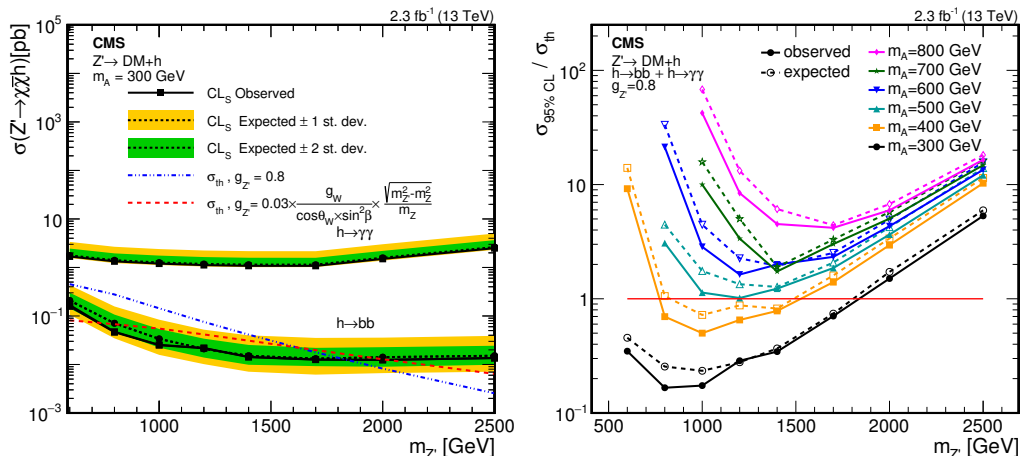 2.3 fb⁻¹ (13 TeV)
CMS
Z'→ DM+h
m_A = 300 GeV
CL_S Observed
CL_S Expected ± 1 st. dev.
CL_S Expected ± 2 st. dev.
σ_th , g_Z' = 0.8
σ_th , g_Z' = 0.03× g_W / (cosθ_W×sin²β) × √(m_Z²-m_Z²) / m_Z
h→γγ
h→bb
σ(Z'→χχ̅h)[pb]
10⁵
10³
10
10⁻¹
10⁻³
1000 1500 2000 2500
m_Z' [GeV]
2.3 fb⁻¹ (13 TeV)
CMS
Z'→ DM+h
h→bb + h→γγ
g_Z'=0.8
observed
expected
m_A=800 GeV
m_A=700 GeV
m_A=600 GeV
m_A=500 GeV
m_A=400 GeV
m_A=300 GeV
σ_95% CL / σ_th
10²
10
1
10⁻¹
500 1000 1500 2000 2500
m_Z' [GeV]